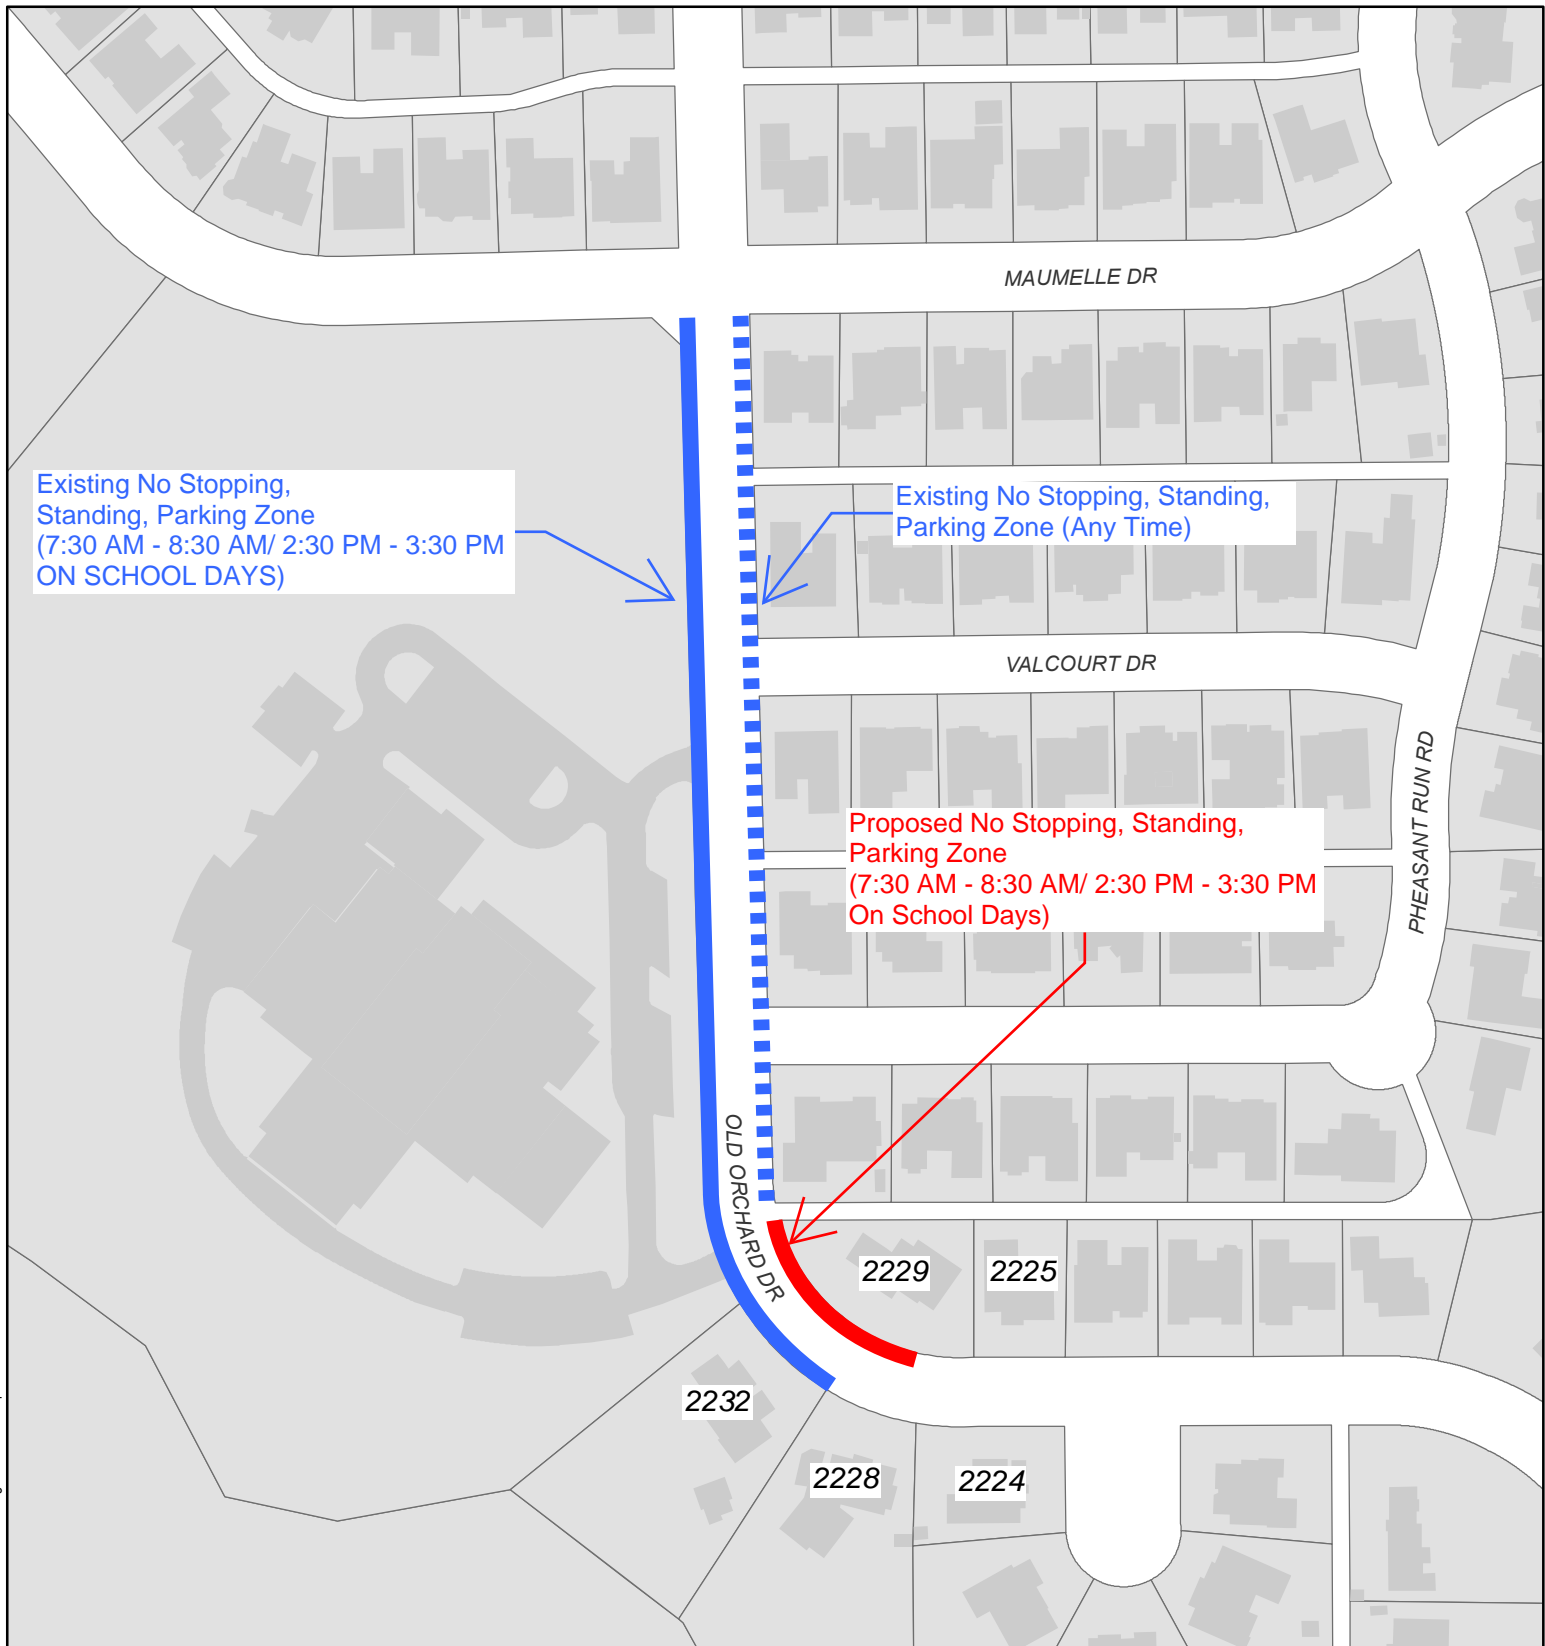 MAUMELLE DR
Existing No Stopping,
Standing, Parking Zone
(7:30 AM - 8:30 AM/ 2:30 PM - 3:30 PM
ON SCHOOL DAYS)
Existing No Stopping, Standing,
Parking Zone (Any Time)
VALCOURT DR
PHEASANT RUN RD
Proposed No Stopping, Standing,
Parking Zone
(7:30 AM - 8:30 AM/ 2:30 PM - 3:30 PM
On School Days)
OLD ORCHARD DR
2229
2225
2232
2228
2224